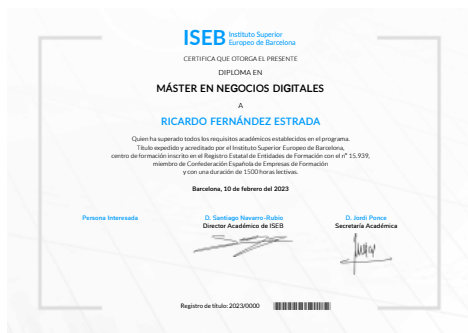 ISEB Instituto Superior
Europeo de Barcelona
CERTIFICA QUE OTORGA EL PRESENTE
DIPLOMA EN
MÁSTER EN NEGOCIOS DIGITALES
A
RICARDO FERNÁNDEZ ESTRADA
Quien ha superado todos los requisitos académicos establecidos en el programa.
Título expedido y acreditado por el Instituto Superior Europeo de Barcelona,
centro de formación inscrito en el Registro Estatal de Entidades de Formación con el nº 15.939,
miembro de Confederación Española de Empresas de Formación
y con una duración de 1500 horas lectivas.
Barcelona, 10 de febrero del 2023
Persona Interesada
D. Santiago Navarro-Rubio
Director Académico de ISEB
D. Jordi Ponce
Secretaría Académica
Registro de título: 2023/0000